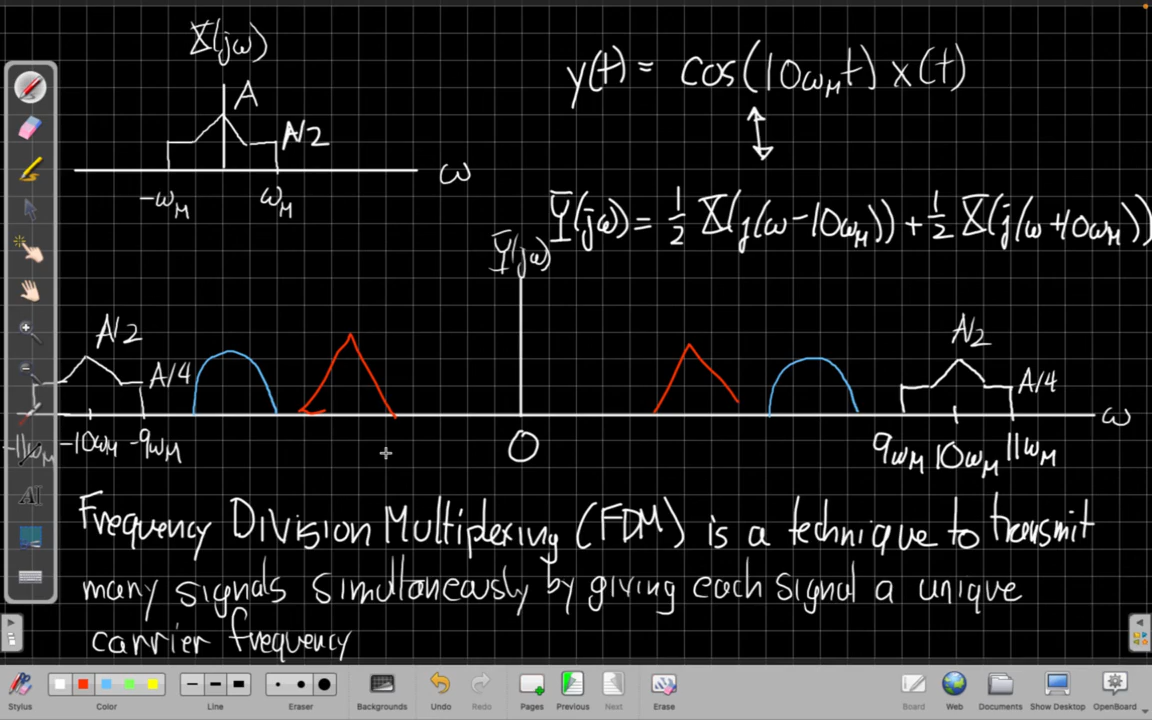 X(jω)
A
A/2
ω
-ω_M
ω_M
y(t) = cos(10ω_M t) x(t)
Y(jω) = 1/2 X(j(ω-10ω_M)) + 1/2 X(j(ω+10ω_M))
Y(jω)
A/2
A/4
A/2
A/4
ω
-11ω_M
-10ω_M
-9ω_M
0
9ω_M
10ω_M
11ω_M
Frequency Division Multiplexing (FDM) is a technique to transmit
many signals simultaneously by giving each signal a unique
carrier frequency
AI
Stylus
Color
Line
Eraser
Backgrounds
Undo
Redo
Pages
Previous
Next
Erase
Board
Web
Documents
Show Desktop
OpenBoard